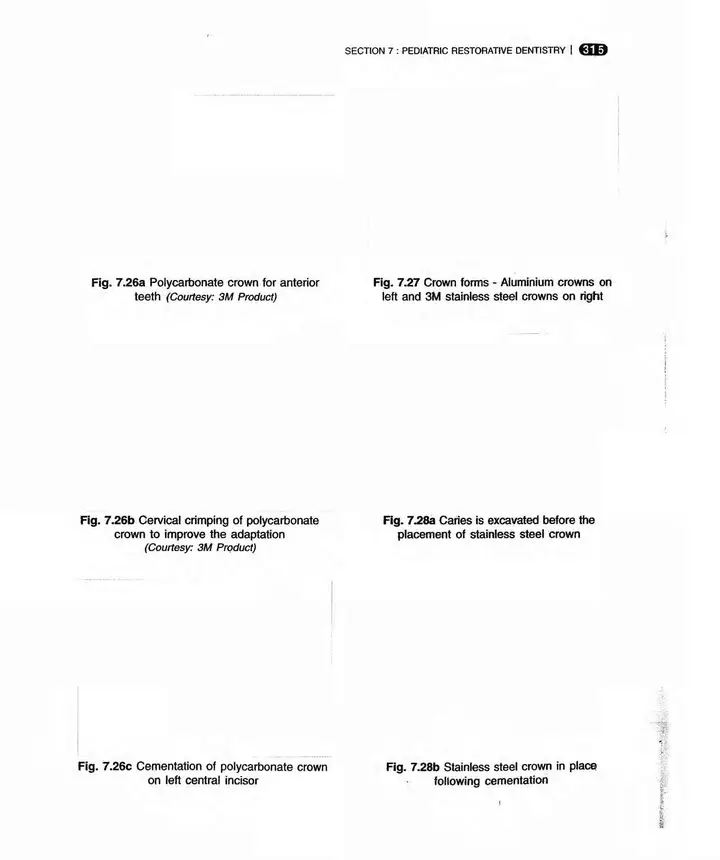 SECTION 7 : PEDIATRIC RESTORATIVE DENTISTRY | 315
Fig. 7.26a Polycarbonate crown for anterior
teeth (Courtesy: 3M Product)
Fig. 7.27 Crown forms - Aluminium crowns on
left and 3M stainless steel crowns on right
Fig. 7.26b Cervical crimping of polycarbonate
crown to improve the adaptation
(Courtesy: 3M Product)
Fig. 7.28a Caries is excavated before the
placement of stainless steel crown
Fig. 7.26c Cementation of polycarbonate crown
on left central incisor
Fig. 7.28b Stainless steel crown in place
following cementation